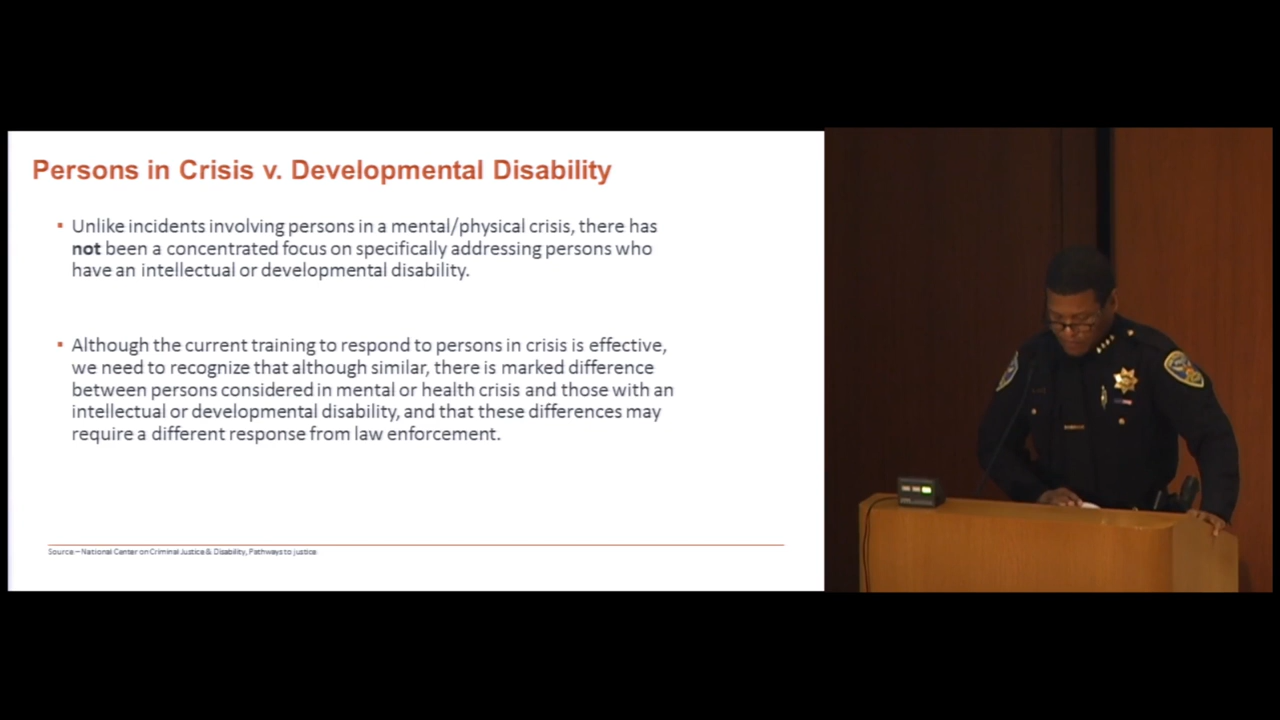 Persons in Crisis v. Developmental Disability
▪ Unlike incidents involving persons in a mental/physical crisis, there has
not been a concentrated focus on specifically addressing persons who
have an intellectual or developmental disability.
▪ Although the current training to respond to persons in crisis is effective,
we need to recognize that although similar, there is marked difference
between persons considered in mental or health crisis and those with an
intellectual or developmental disability, and that these differences may
require a different response from law enforcement.
Source – National Center on Criminal Justice & Disability, Pathways to justice